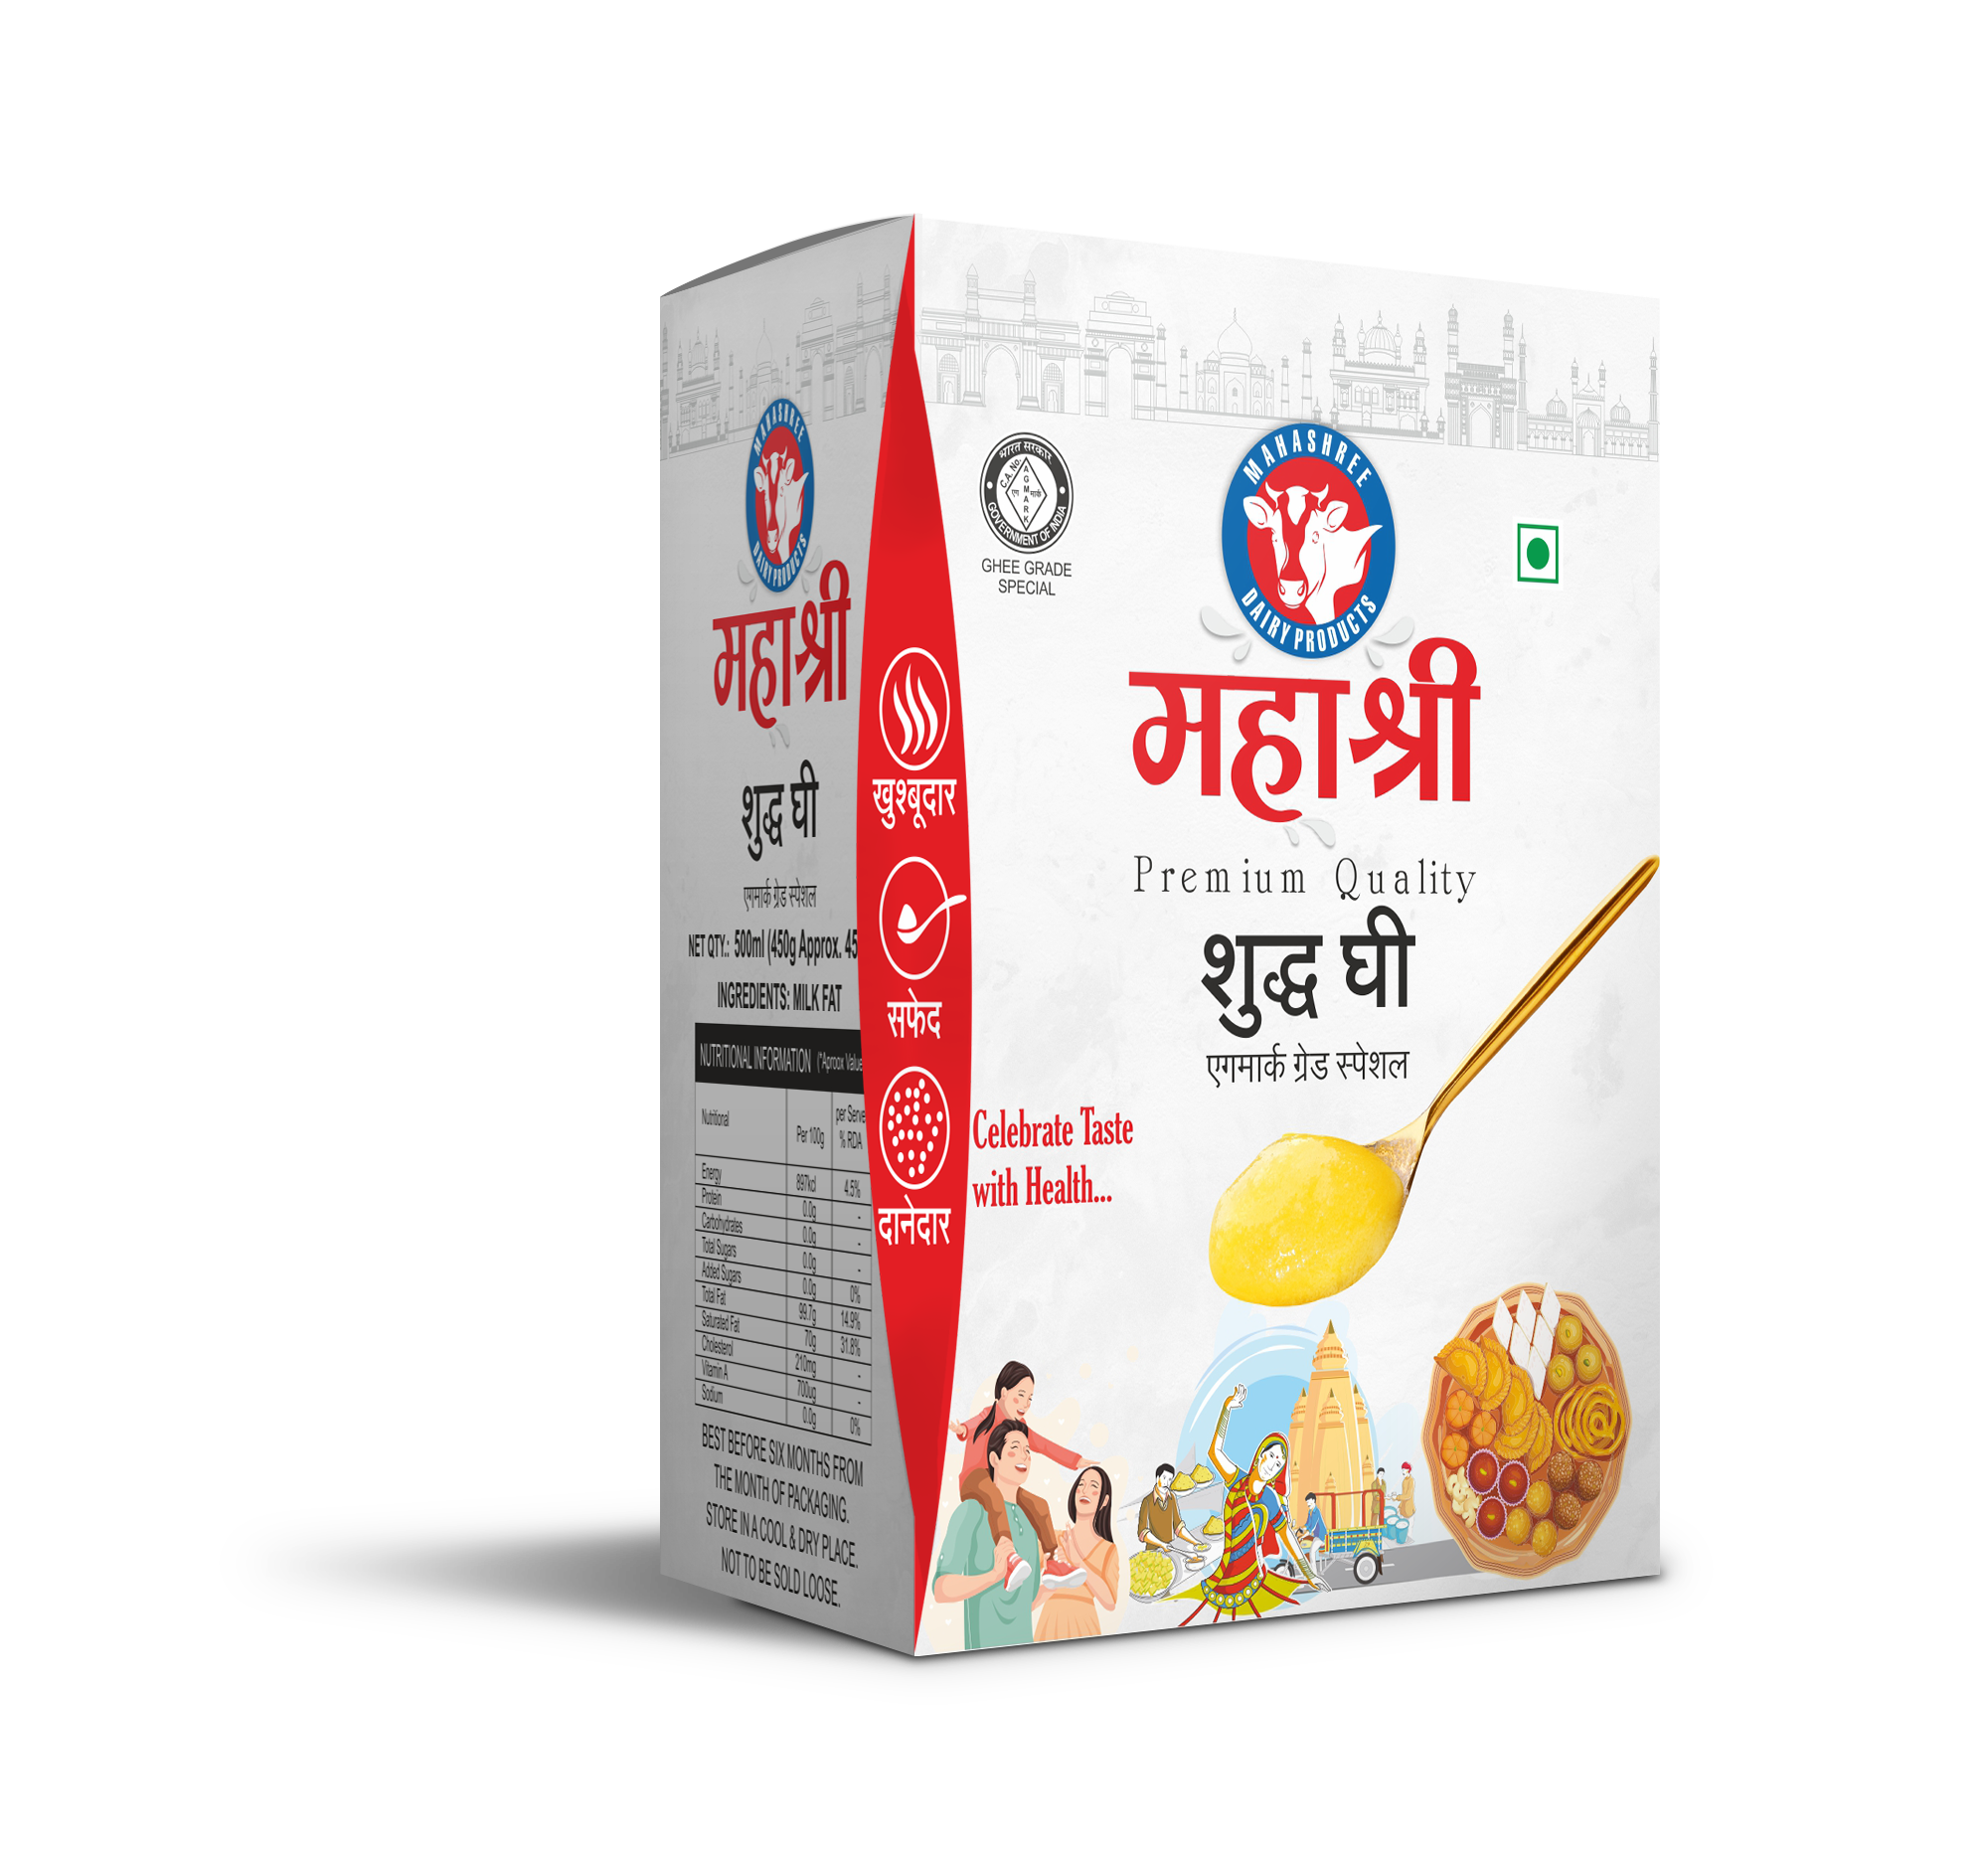 MAHASHREE
DAIRY PRODUCTS
महाश्री
शुद्ध घी
एगमार्क ग्रेड स्पेशल
NET QTY.: 500ml (450g Approx. 45
INGREDIENTS: MILK FAT
NUTRITIONAL INFORMATION (*Aproox Value
Nutritional Per 100g per Serve % RDA
Energy 897kcl 4.5%
Protein 0.0g -
Carbohydrates 0.0g -
Total Sugars 0.0g -
Added Sugars 0.0g 0%
Total Fat 99.7g 14.9%
Saturated Fat 70g 31.8%
Cholesterol 210mg -
Vitamin A 700ug -
Sodium 0.0g 0%
BEST BEFORE SIX MONTHS FROM
THE MONTH OF PACKAGING.
STORE IN A COOL & DRY PLACE.
NOT TO BE SOLD LOOSE.
खुश्बूदार
सफेद
दानेदार
भारत सरकार
C.A. No.
एग मार्क
AGMARK
GOVERNMENT OF INDIA
GHEE GRADE
SPECIAL
MAHASHREE
DAIRY PRODUCTS
महाश्री
Premium Quality
शुद्ध घी
एगमार्क ग्रेड स्पेशल
Celebrate Taste
with Health...